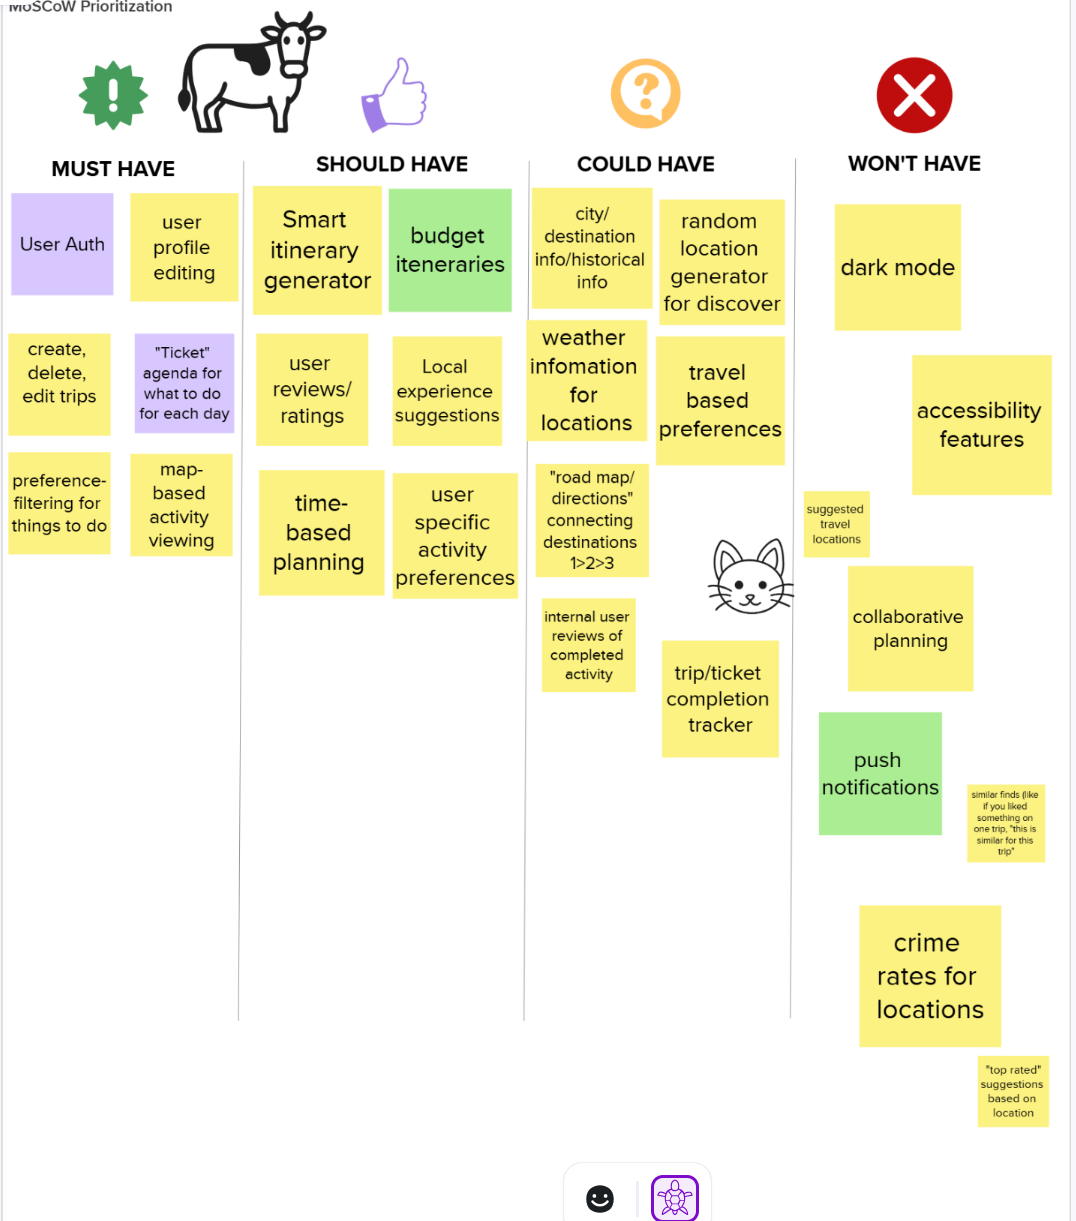 MoSCoW Prioritization
MUST HAVE
User Auth
user
profile
editing
create,
delete,
edit trips
"Ticket"
agenda for
what to do
for each day
preference-
filtering for
things to do
map-
based
activity
viewing
SHOULD HAVE
Smart
itinerary
generator
budget
iteneraries
user
reviews/
ratings
Local
experience
suggestions
time-
based
planning
user
specific
activity
preferences
COULD HAVE
city/
destination
info/historical
info
random
location
generator
for discover
weather
infomation
for
locations
travel
based
preferences
"road map/
directions"
connecting
destinations
1>2>3
internal user
reviews of
completed
activity
trip/ticket
completion
tracker
WON'T HAVE
dark mode
accessibility
features
suggested
travel
locations
collaborative
planning
push
notifications
similar finds (like
if you liked
something on
one trip, "this is
similar for this
trip"
crime
rates for
locations
"top rated"
suggestions
based on
location